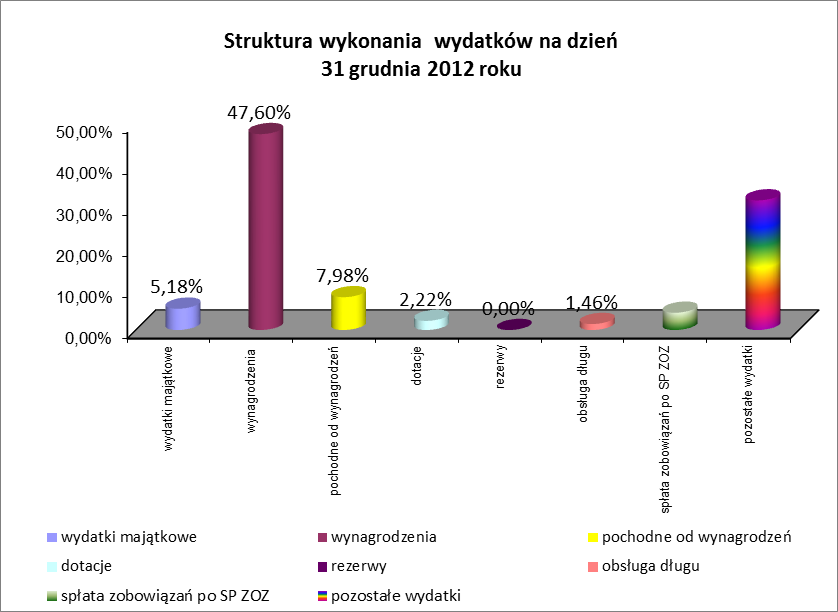 Struktura wykonania wydatków na dzień
31 grudnia 2012 roku
47,60%
50,00%
40,00%
30,00%
20,00%
10,00%
0,00%
5,18%
7,98%
2,22%
0,00%
1,46%
wydatki majątkowe
wynagrodzenia
pochodne od wynagrodzeń
dotacje
rezerwy
obsługa długu
spłata zobowiązań po SP ZOZ
pozostałe wydatki
wydatki majątkowe
wynagrodzenia
pochodne od wynagrodzeń
dotacje
rezerwy
obsługa długu
spłata zobowiązań po SP ZOZ
pozostałe wydatki